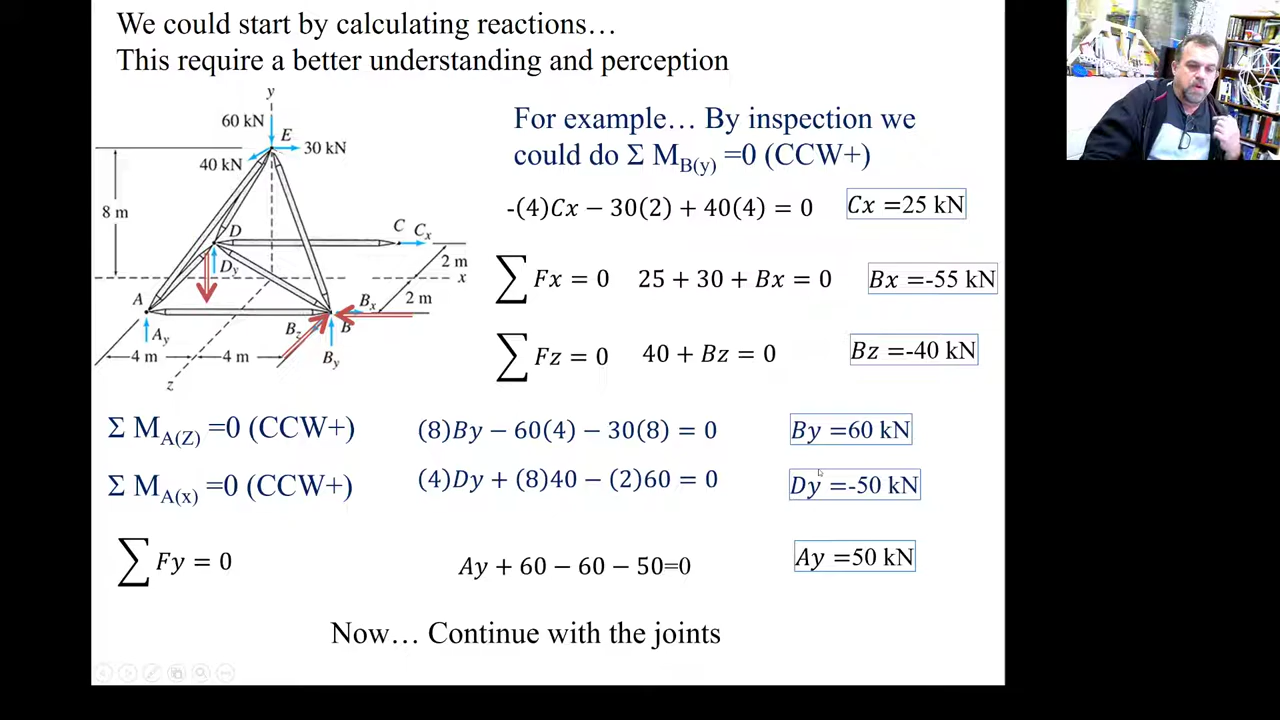 We could start by calculating reactions…
This require a better understanding and perception
y
60 kN
E
30 kN
40 kN
8 m
D
C
Cx
Dy
2 m
x
A
Bx
2 m
Bz
B
Ay
By
4 m
4 m
z
For example… By inspection we
could do Σ MB(y) =0 (CCW+)
-(4)Cx − 30(2) + 40(4) = 0
Cx =25 kN
∑ Fx = 0
25 + 30 + Bx = 0
Bx =-55 kN
∑ Fz = 0
40 + Bz = 0
Bz =-40 kN
Σ MA(Z) =0 (CCW+)
(8)By − 60(4) − 30(8) = 0
By =60 kN
Σ MA(x) =0 (CCW+)
(4)Dy + (8)40 − (2)60 = 0
Dy =-50 kN
∑ Fy = 0
Ay + 60 − 60 − 50=0
Ay =50 kN
Now… Continue with the joints